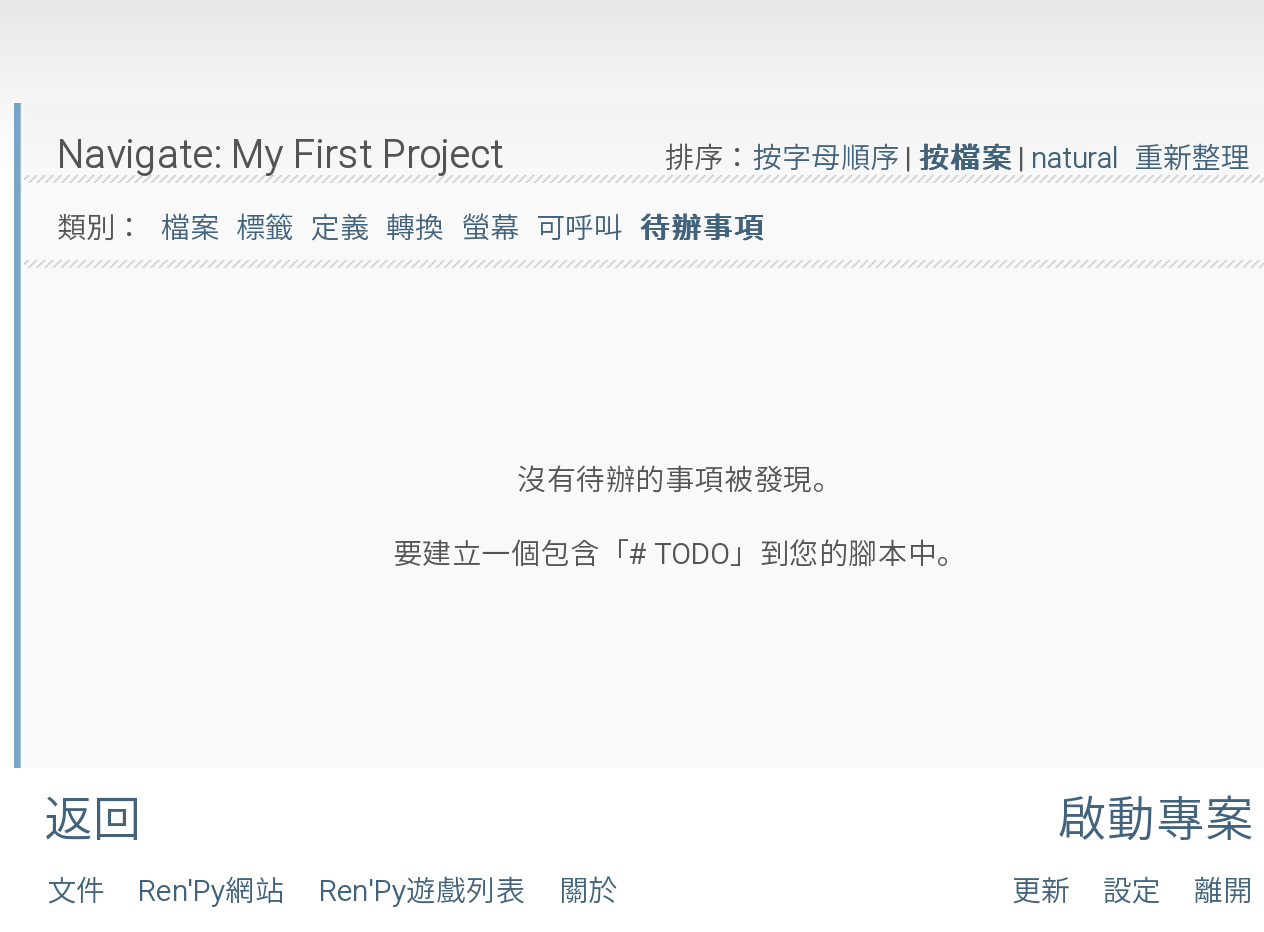 Navigate: My First Project
排序：按字母順序 | 按檔案 | natural 重新整理
類別： 檔案 標籤 定義 轉換 螢幕 可呼叫 待辦事項
沒有待辦的事項被發現。
要建立一個包含「# TODO」到您的腳本中。
返回 啟動專案
文件 Ren'Py網站 Ren'Py遊戲列表 關於 更新 設定 離開